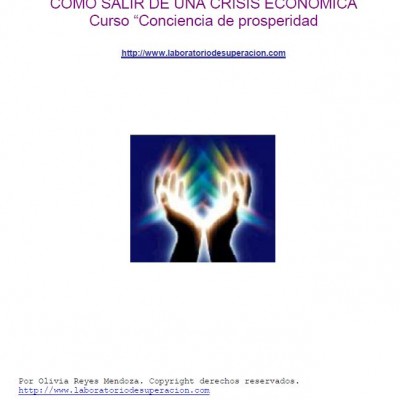 COMO SALIR DE UNA CRISIS ECONOMICA
Curso “Conciencia de prosperidad
http://www.laboratoriodesuperacion.com
Por Olivia Reyes Mendoza. Copyright derechos reservados.
http://www.laboratoriodesuperacion.com